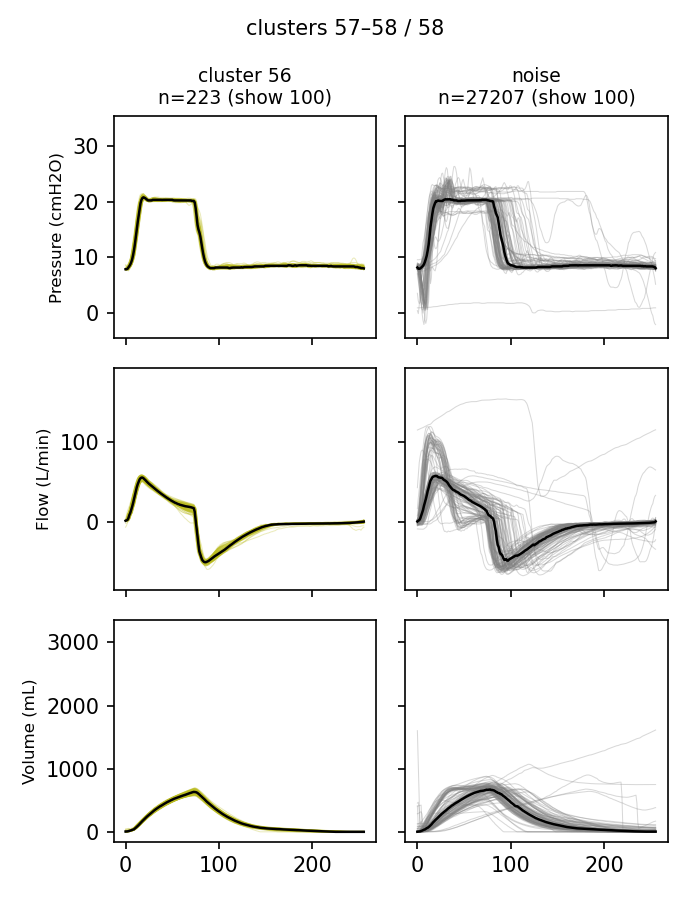 clusters 57–58 / 58
cluster 56
n=223 (show 100)
noise
n=27207 (show 100)
Pressure (cmH2O)
30
20
10
0
Flow (L/min)
100
0
Volume (mL)
3000
2000
1000
0
0 100 200
0 100 200